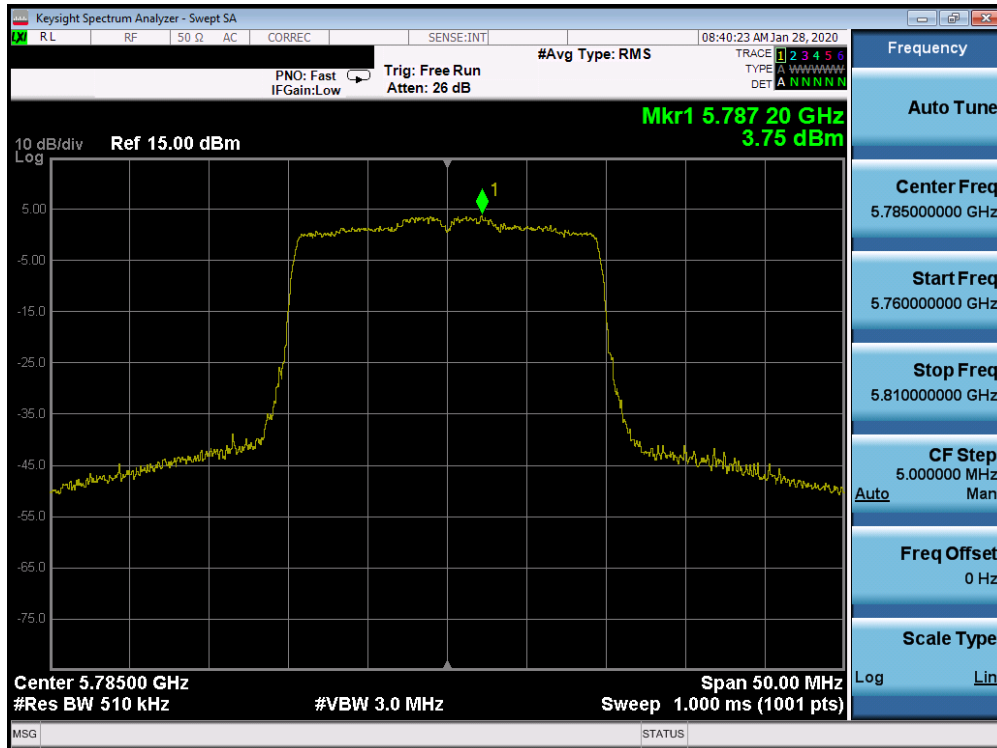 Keysight Spectrum Analyzer - Swept SA
LXI RL RF 50 Ω AC CORREC SENSE:INT 08:40:23 AM Jan 28, 2020
#Avg Type: RMS
TRACE 1 2 3 4 5 6
PNO: Fast Trig: Free Run
TYPE A WWWWW
IFGain:Low Atten: 26 dB
DET A N N N N N
Mkr1 5.787 20 GHz
3.75 dBm
10 dB/div Ref 15.00 dBm
Log
1
5.00
-5.00
-15.0
-25.0
-35.0
-45.0
-55.0
-65.0
-75.0
Center 5.78500 GHz Span 50.00 MHz
#Res BW 510 kHz #VBW 3.0 MHz Sweep 1.000 ms (1001 pts)
MSG STATUS
Frequency
Auto Tune
Center Freq
5.785000000 GHz
Start Freq
5.760000000 GHz
Stop Freq
5.810000000 GHz
CF Step
5.000000 MHz
Auto Man
Freq Offset
0 Hz
Scale Type
Log Lin